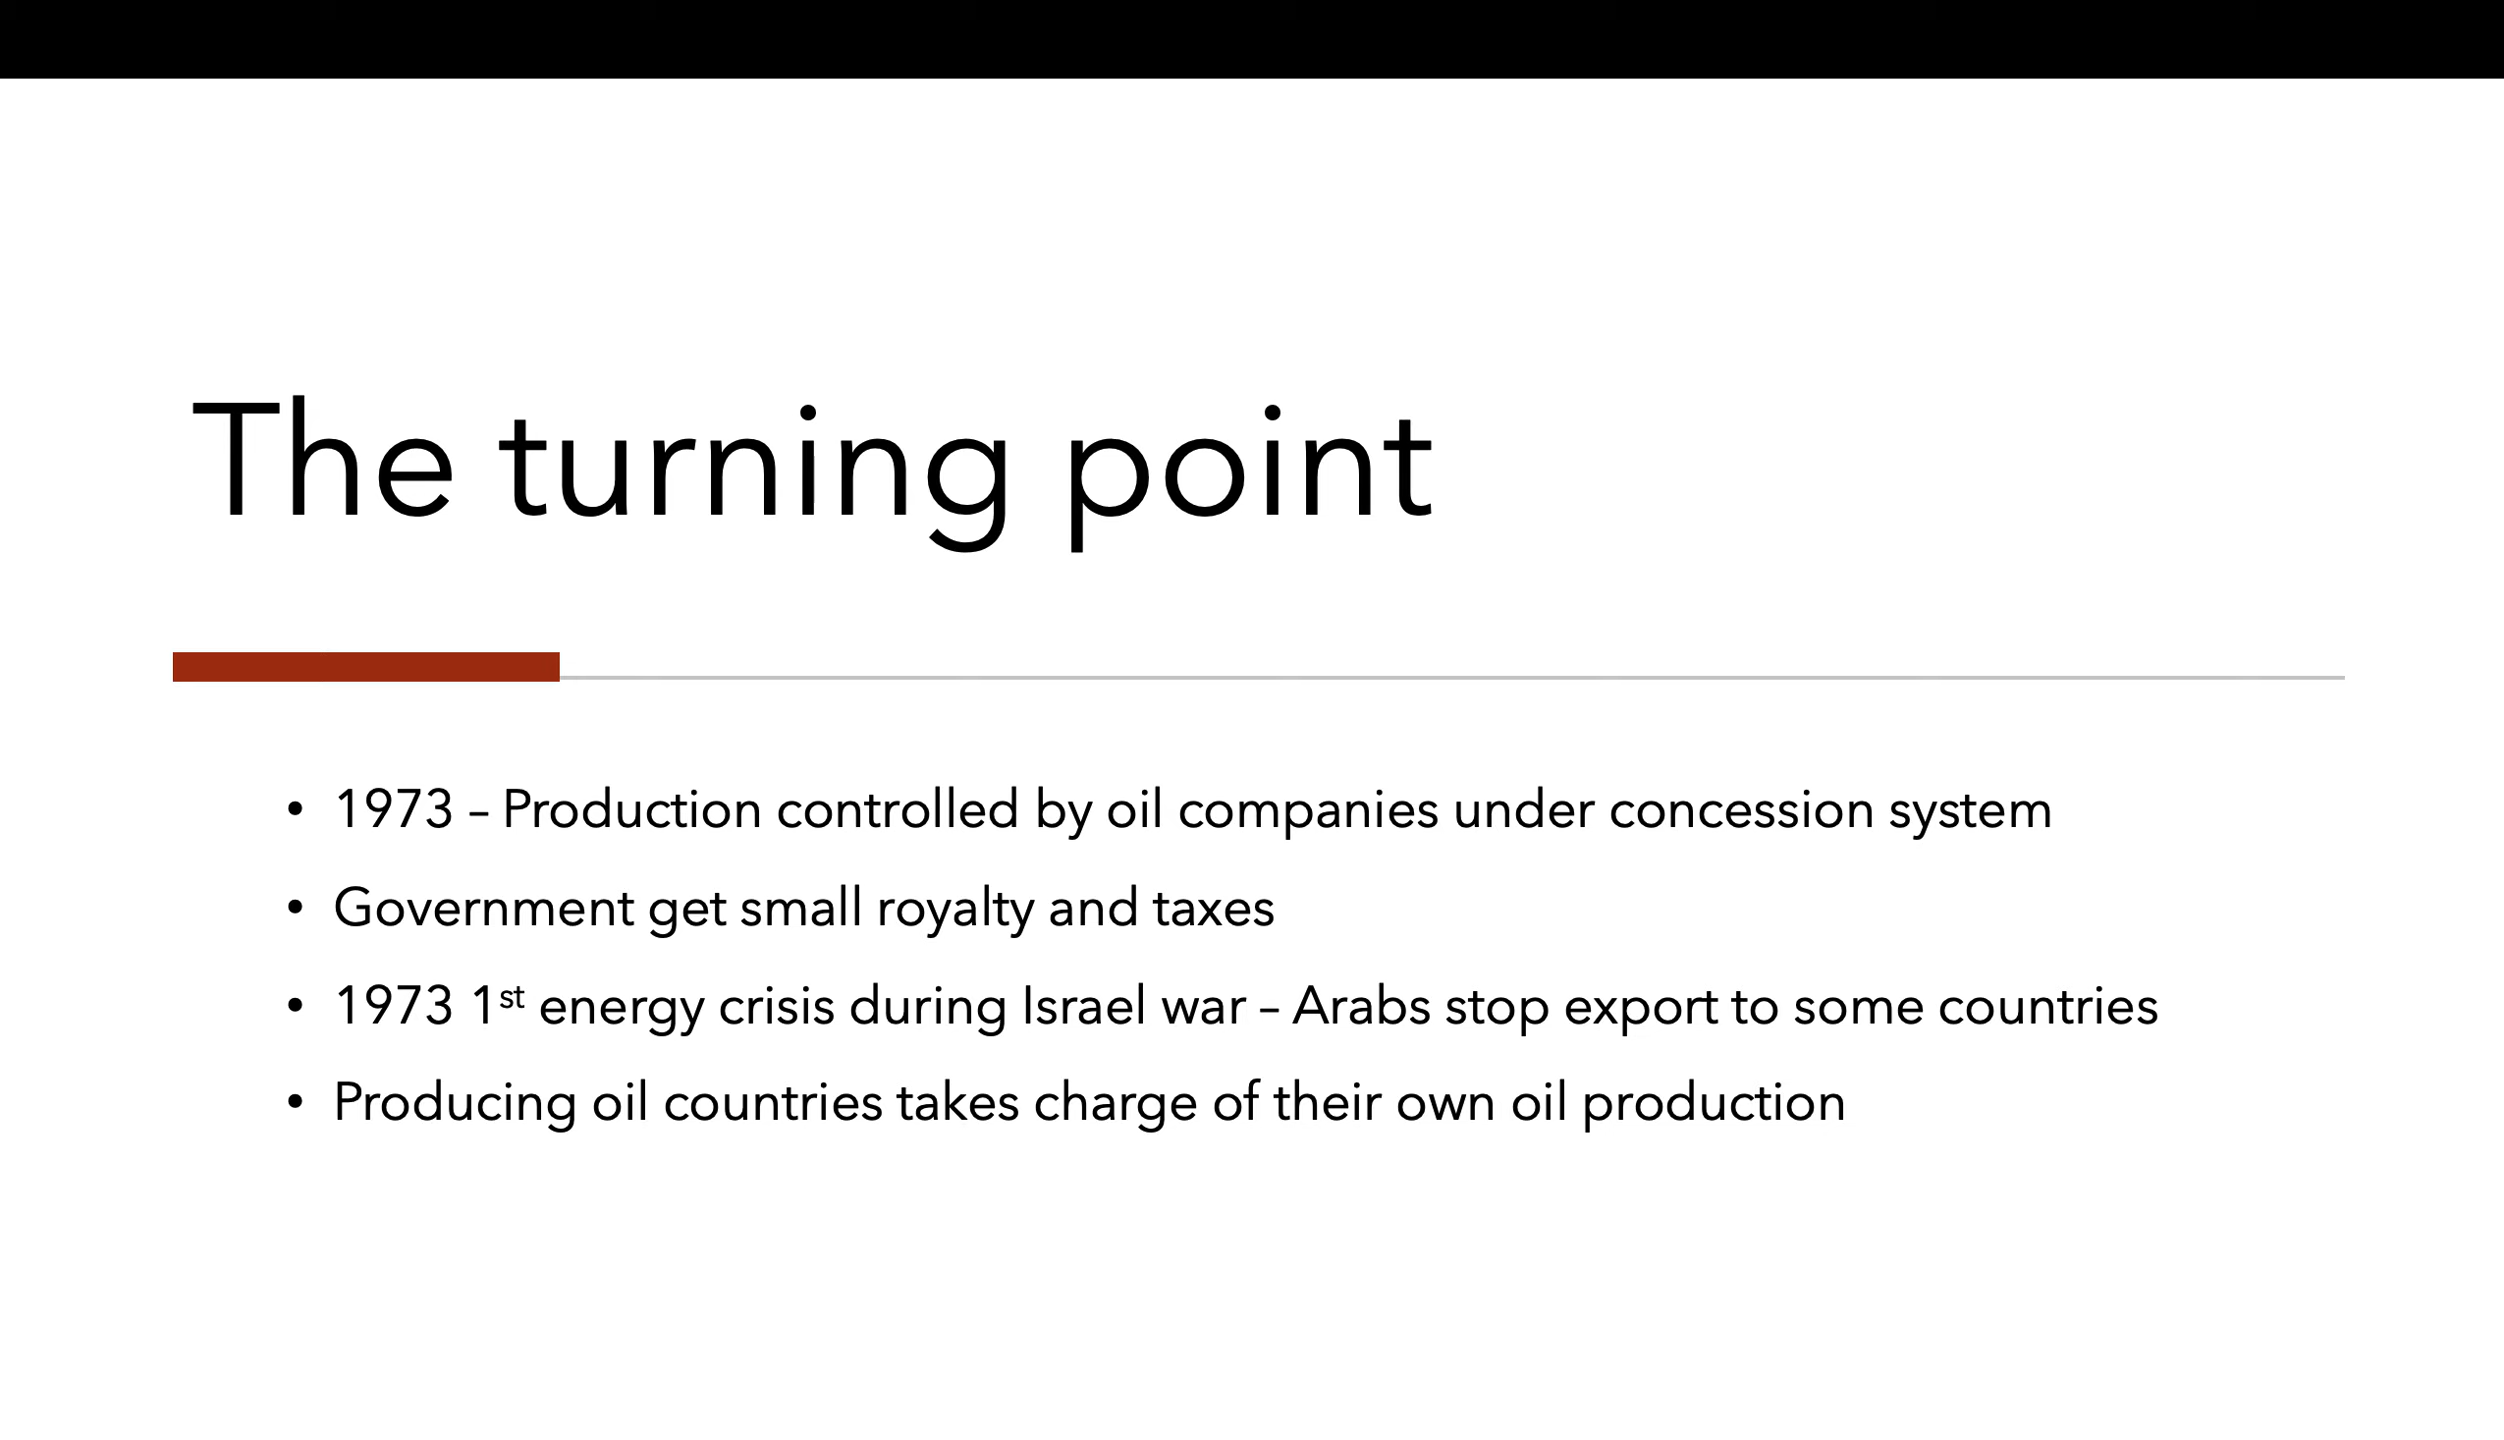 The turning point
• 1973 – Production controlled by oil companies under concession system
• Government get small royalty and taxes
• 1973 1st energy crisis during Israel war – Arabs stop export to some countries
• Producing oil countries takes charge of their own oil production